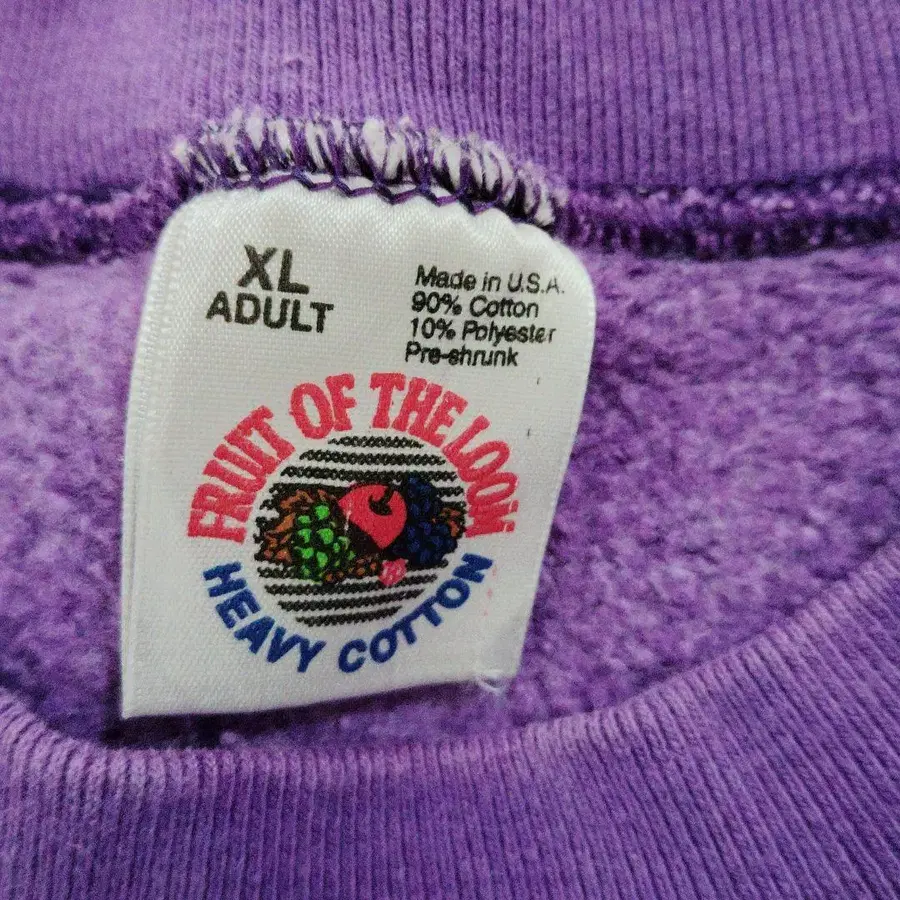 XL
ADULT
Made in U.S.A.
90% Cotton
10% Polyester
Pre-shrunk
FRUIT OF THE LOOM
HEAVY COTTON